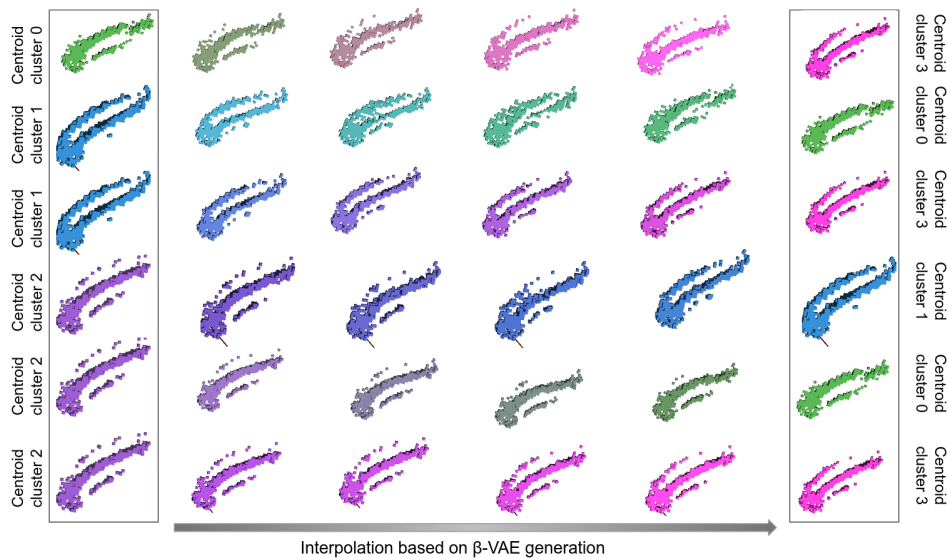 Centroid
cluster 0
Centroid
cluster 3
Centroid
cluster 1
Centroid
cluster 0
Centroid
cluster 1
Centroid
cluster 3
Centroid
cluster 2
Centroid
cluster 1
Centroid
cluster 2
Centroid
cluster 0
Centroid
cluster 2
Centroid
cluster 3
Interpolation based on β-VAE generation